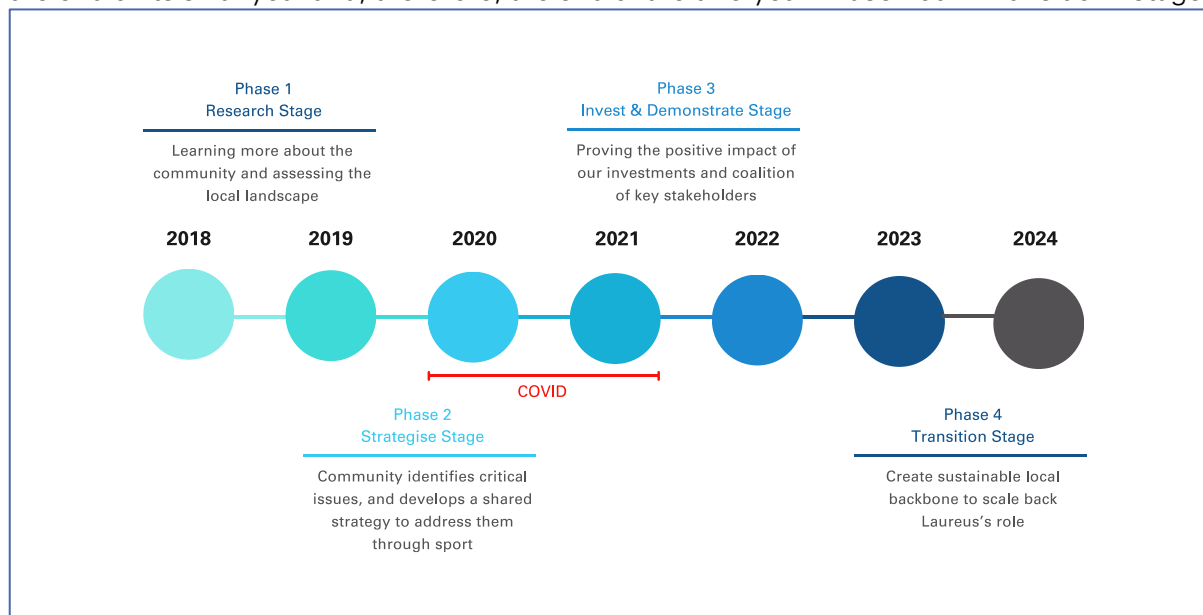 Phase 1
Research Stage
Learning more about the
community and assessing the
local landscape
Phase 3
Invest & Demonstrate Stage
Proving the positive impact of
our investments and coalition
of key stakeholders
2018 2019 2020 2021 2022 2023 2024
COVID
Phase 2
Strategise Stage
Community identifies critical
issues, and develops a shared
strategy to address them
through sport
Phase 4
Transition Stage
Create sustainable local
backbone to scale back
Laureus's role